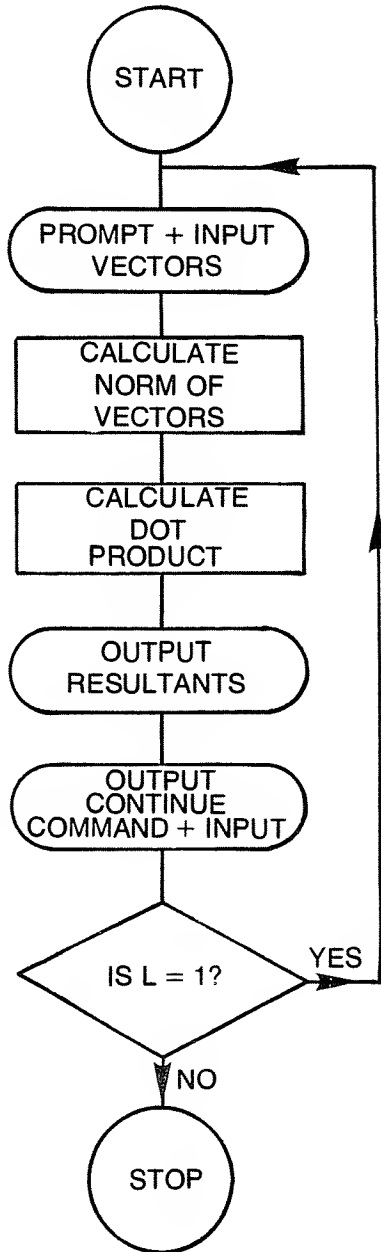 START
PROMPT + INPUT
VECTORS
CALCULATE
NORM OF
VECTORS
CALCULATE
DOT
PRODUCT
OUTPUT
RESULTANTS
OUTPUT
CONTINUE
COMMAND + INPUT
IS L = 1?
YES
NO
STOP